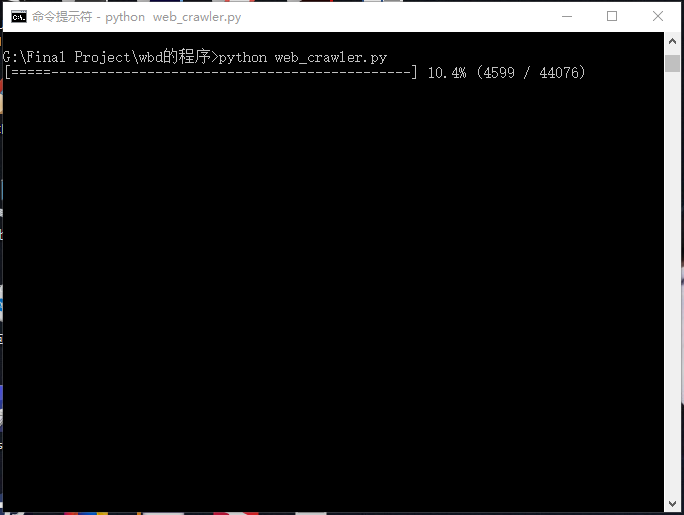 命令提示符 - python  web_crawler.py
G:\Final Project\wbd的程序>python web_crawler.py
[=====---------------------------------------------] 10.4% (4599 / 44076)